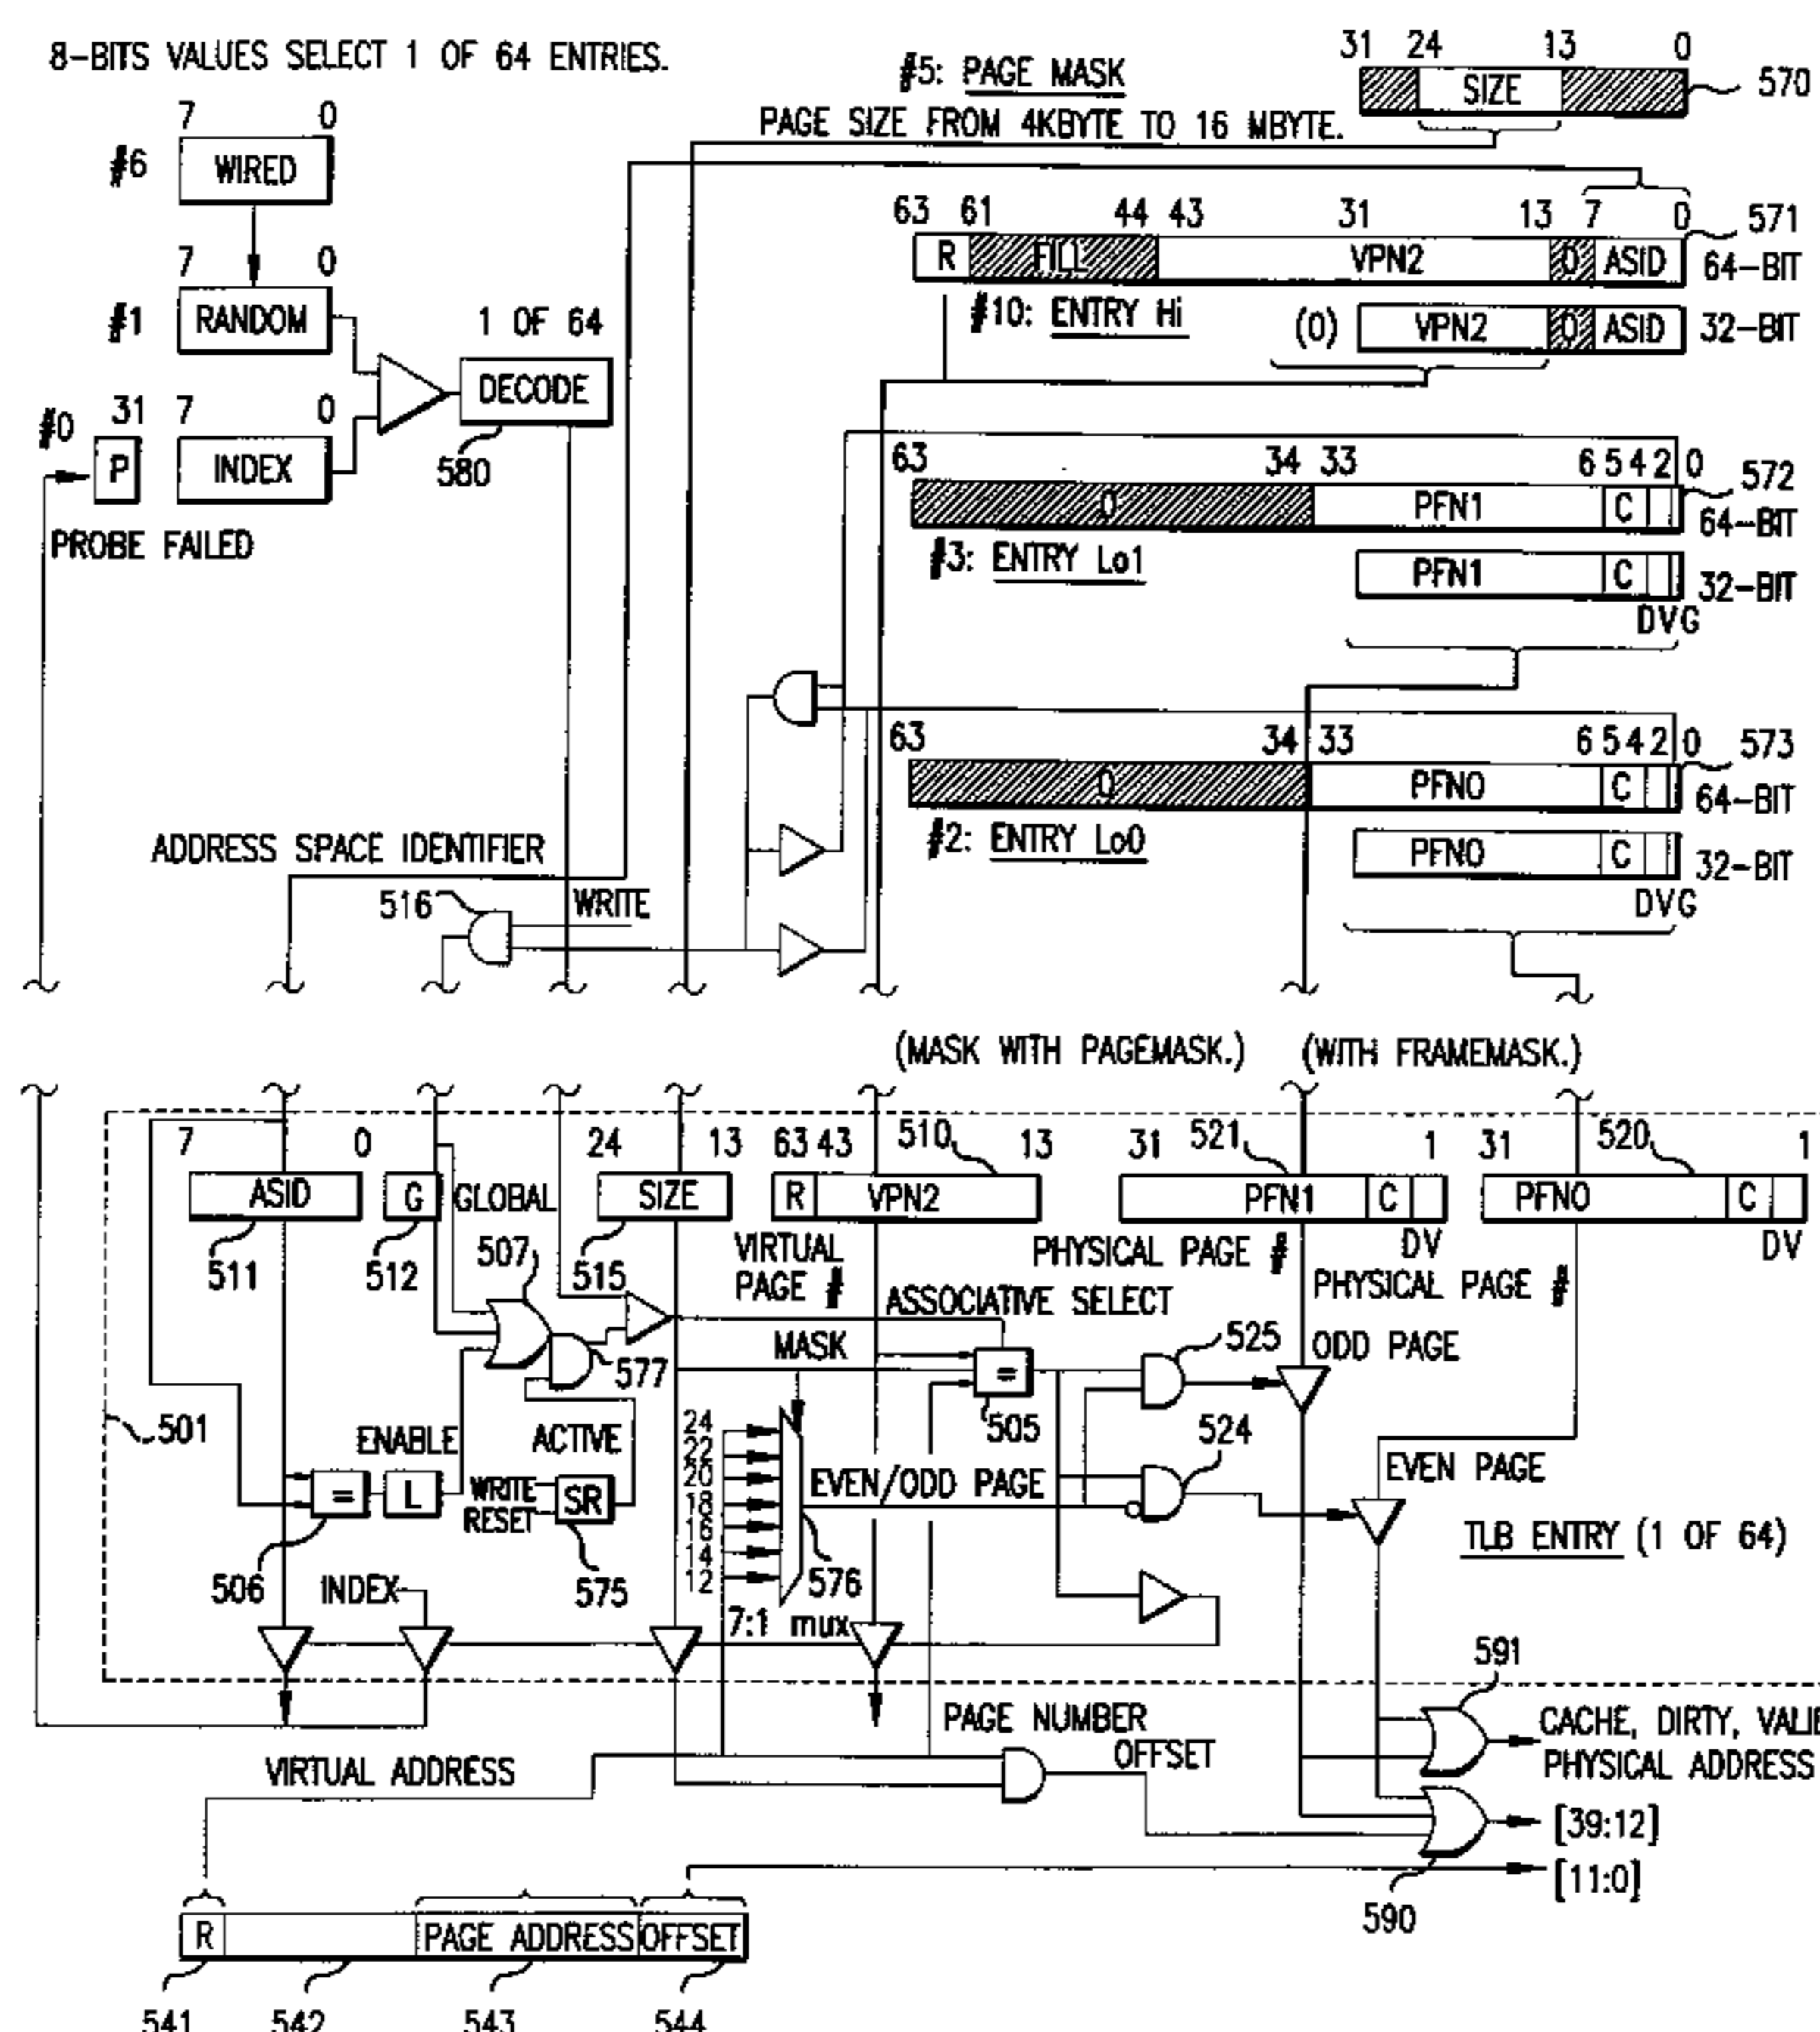 8-BITS VALUES SELECT 1 OF 64 ENTRIES.
7 0
#6 WIRED
7 0
#1 RANDOM
1 OF 64
DECODE
580
#0 31 7 0
P INDEX
PROBE FAILED
31 24 13 0
#5: PAGE MASK
SIZE 570
PAGE SIZE FROM 4KBYTE TO 16 MBYTE.
63 61 44 43 31 13 7 0 571
R FILL VPN2 0 ASID 64-BIT
#10: ENTRY Hi (0) VPN2 0 ASID 32-BIT
63 34 33 6 5 4 2 0 572
0 PFN1 C 64-BIT
#3: ENTRY Lo1
PFN1 C 32-BIT
DVG
63 34 33 6 5 4 2 0 573
0 PFN0 C 64-BIT
#2: ENTRY Lo0
PFN0 C 32-BIT
DVG
ADDRESS SPACE IDENTIFIER
516 WRITE
(MASK WITH PAGEMASK.) (WITH FRAMEMASK.)
7 0 24 13 63 43 510 13 31 521 1 31 520 1
ASID G GLOBAL SIZE R VPN2 PFN1 C PFN0 C
DV DV
511 512 507 515 VIRTUAL PAGE # PHYSICAL PAGE # PHYSICAL PAGE #
ASSOCIATIVE SELECT
577 MASK = 505 525 ODD PAGE
501 ENABLE ACTIVE
24
22
20
18
16
14
12
EVEN/ODD PAGE 524 EVEN PAGE
= L WRITE RESET SR
TLB ENTRY (1 OF 64)
506 INDEX 575 576
7:1 mux
591
PAGE NUMBER
OFFSET
CACHE, DIRTY, VALI
PHYSICAL ADDRESS
VIRTUAL ADDRESS
[39:12]
[11:0]
590
R PAGE ADDRESS OFFSET
541 542 543 544